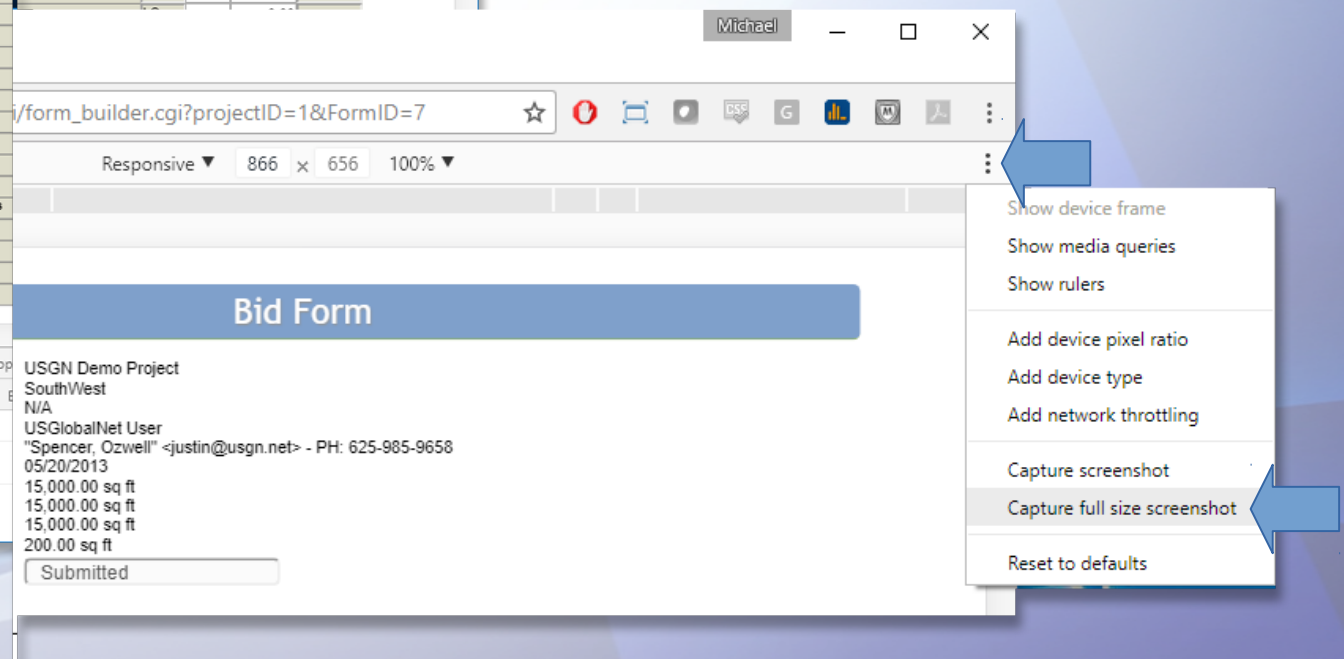 Michael
i/form_builder.cgi?projectID=1&FormID=7
CSS
G
M
Responsive ▼ 866 × 656 100% ▼
Show device frame
Show media queries
Show rulers
Add device pixel ratio
Add device type
Add network throttling
Capture screenshot
Capture full size screenshot
Reset to defaults
Bid Form
USGN Demo Project
SouthWest
N/A
USGlobalNet User
"Spencer, Ozwell" <justin@usgn.net> - PH: 625-985-9658
05/20/2013
15,000.00 sq ft
15,000.00 sq ft
15,000.00 sq ft
200.00 sq ft
Submitted